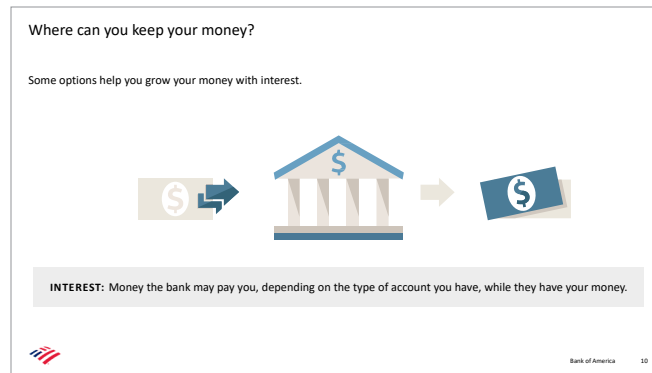 Where can you keep your money?
Some options help you grow your money with interest.
$
$
$
INTEREST: Money the bank may pay you, depending on the type of account you have, while they have your money.
Bank of America 10